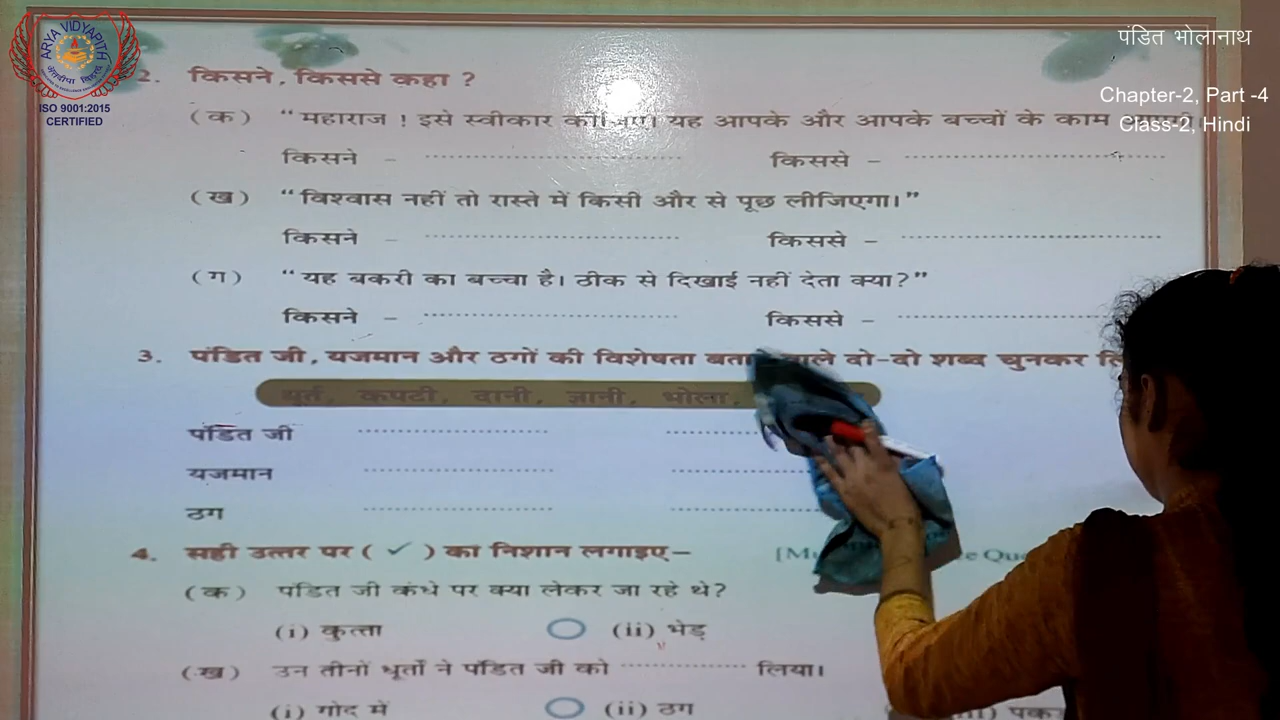 ARYA VIDYAPITH
ISO 9001:2015
CERTIFIED
पंडित भोलानाथ
Chapter-2, Part -4
Class-2, Hindi
2. किसने, किससे कहा ?
(क) “महाराज ! इसे स्वीकार यह आपके और आपके बच्चों के काम
किसने - किससे -
(ख) “विश्वास नहीं तो रास्ते में किसी और से पूछ लीजिएगा।”
किसने - किससे -
(ग) “यह बकरी का बच्चा है। ठीक से दिखाई नहीं देता क्या?”
किसने - किससे -
3. पंडित जी, यजमान और ठगों की विशेषता वाले दो-दो शब्द चुनकर
धूर्त, कपटी, दानी, ज्ञानी, भोला,
पंडित जी
यजमान
ठग
4. सही उत्तर पर ( ✓ ) का निशान लगाइए–
(क) पंडित जी कंधे पर क्या लेकर जा रहे थे?
(i) कुत्ता (ii) भेड़
(ख) उन तीनों धूर्तों ने पंडित जी को ················ लिया।
(i) गोद में (ii) ठग